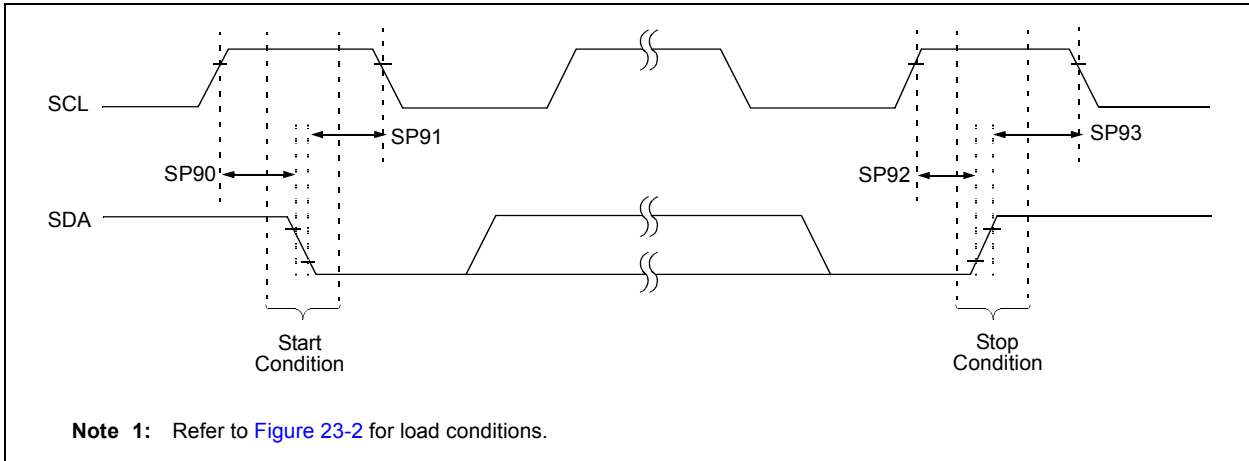 SCL
SP91
SP93
SP90
SP92
SDA
Start
Condition
Stop
Condition
Note 1: Refer to Figure 23-2 for load conditions.